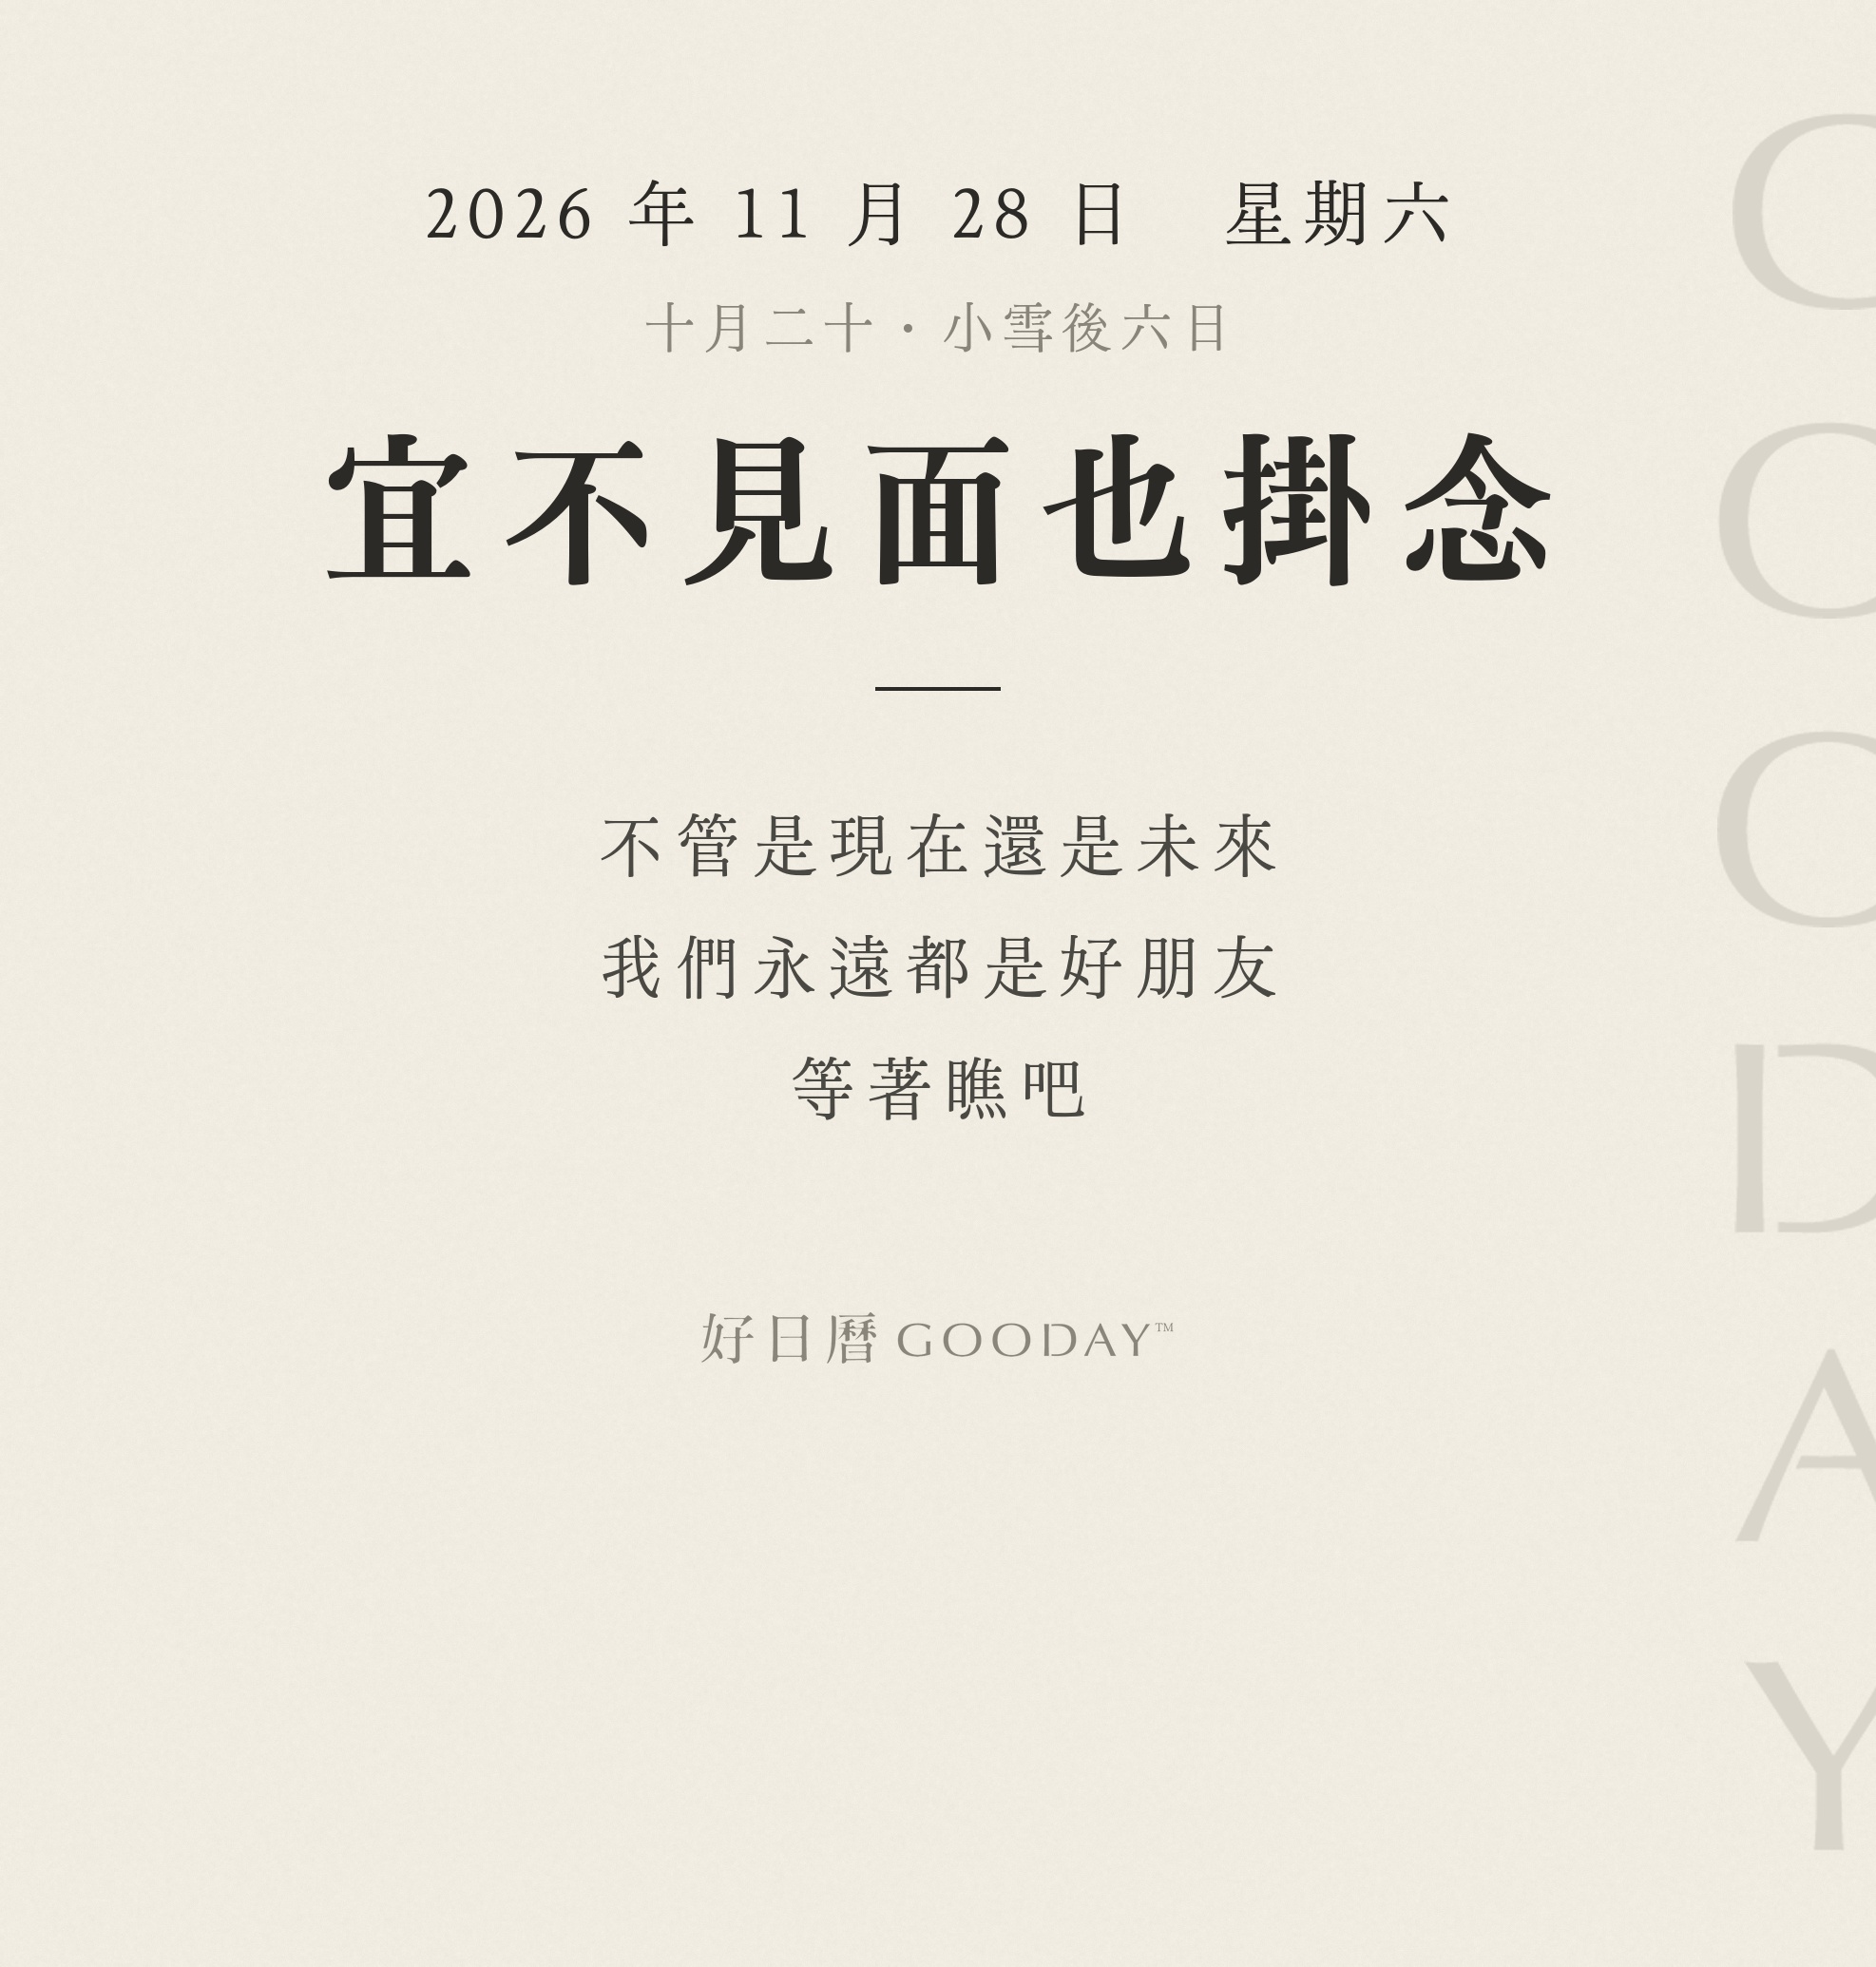 2026 年 11 月 28 日　星期六
十月二十・小雪後六日
宜不見面也掛念
不管是現在還是未來
我們永遠都是好朋友
等著瞧吧
好日曆 GOODAY™
GOODAY